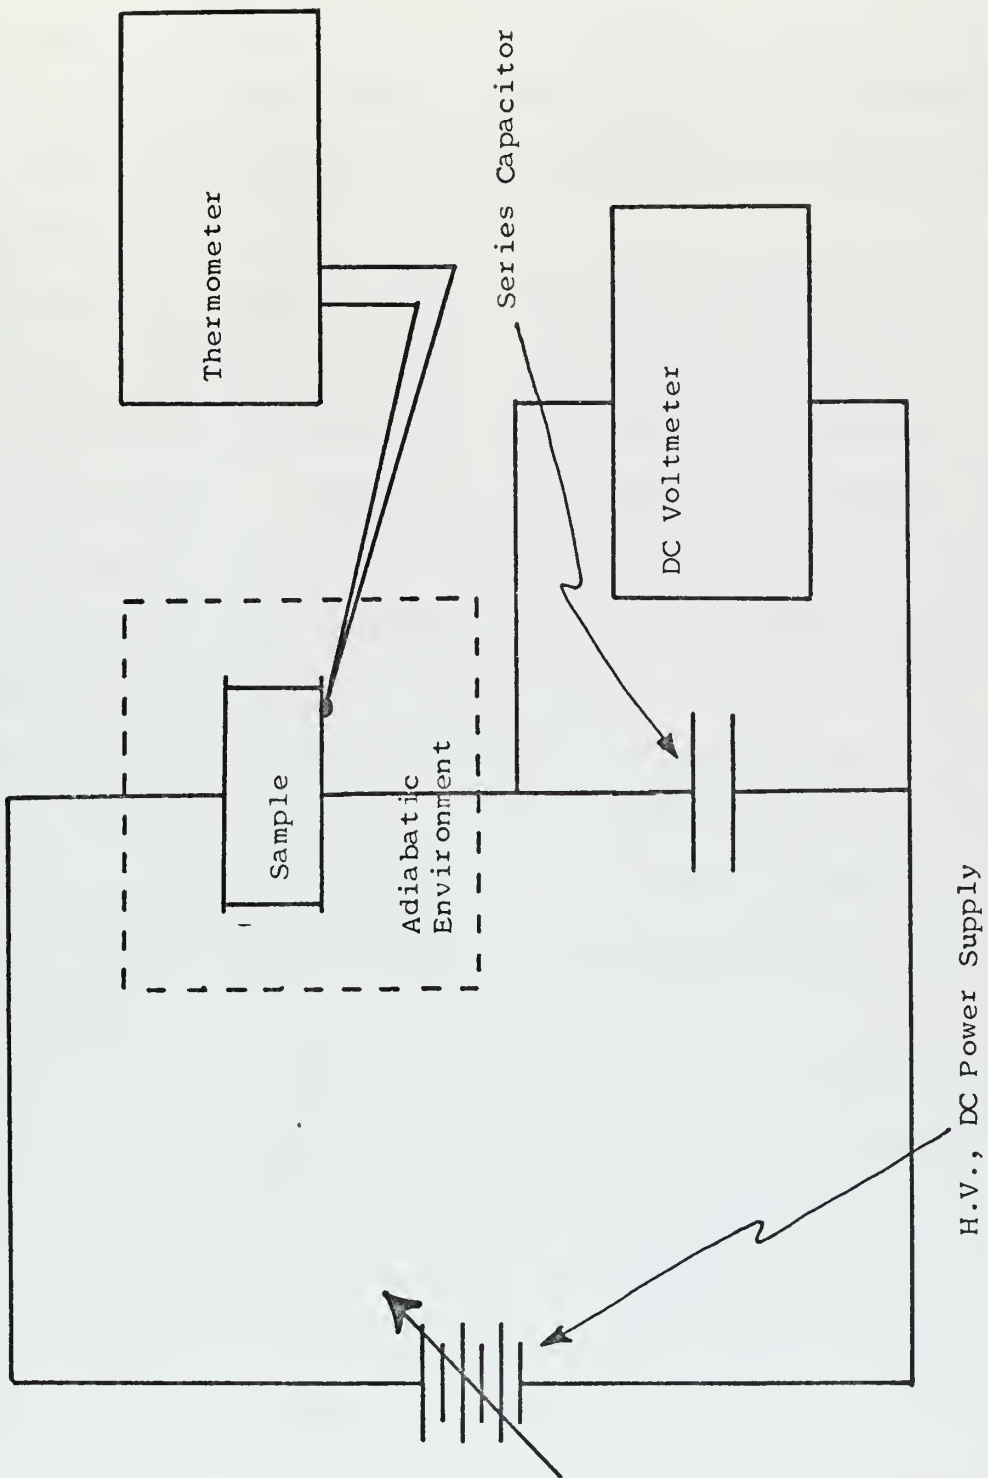 Thermometer
Series Capacitor
Sample
Adiabatic
Environment
DC Voltmeter
H.V., DC Power Supply